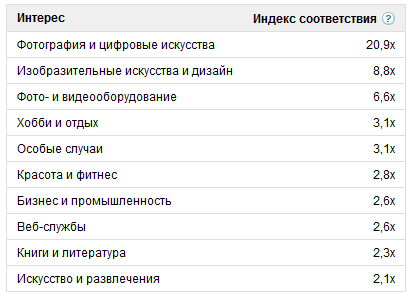 Интерес Индекс соответствия ?
Фотография и цифровые искусства 20,9x
Изобразительные искусства и дизайн 8,8x
Фото- и видеооборудование 6,6x
Хобби и отдых 3,1x
Особые случаи 3,1x
Красота и фитнес 2,8x
Бизнес и промышленность 2,6x
Веб-службы 2,6x
Книги и литература 2,3x
Искусство и развлечения 2,1x